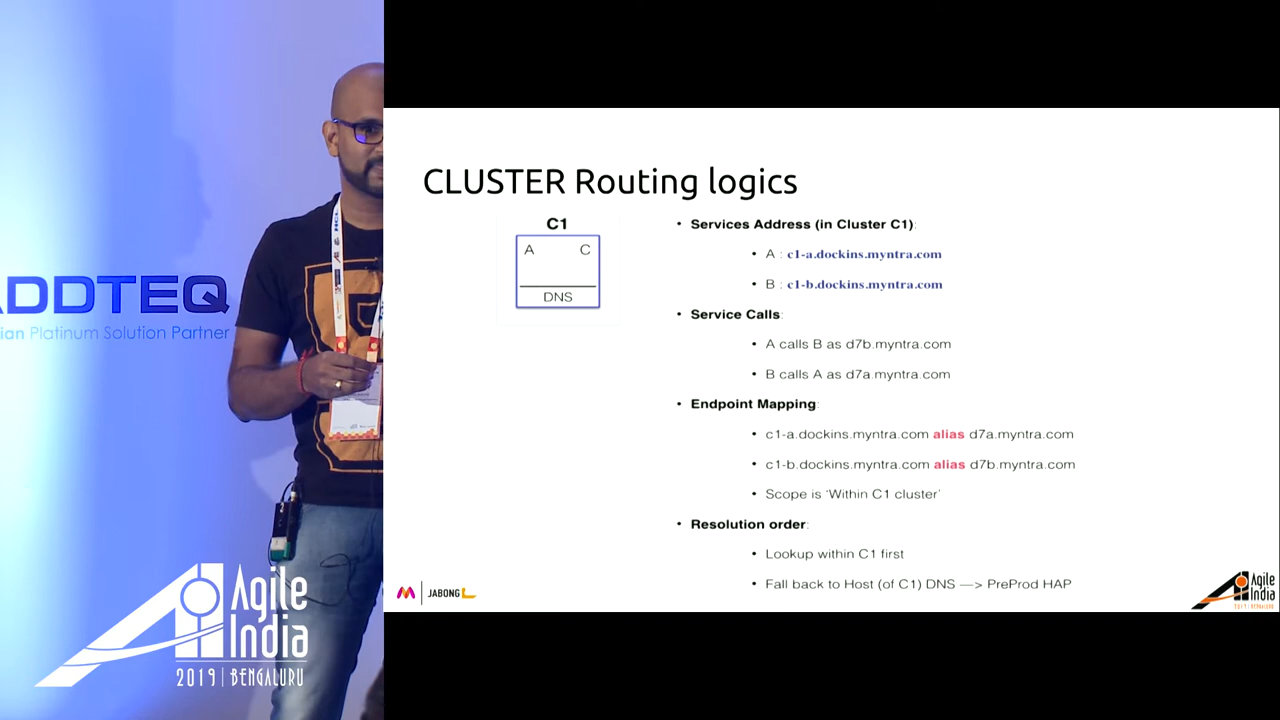 ADDTEQ
ian Platinum Solution Partner
HCL
Agile
India
2019 | BENGALURU
CLUSTER Routing logics
C1
A C
DNS
• Services Address (in Cluster C1):
• A : c1-a.dockins.myntra.com
• B : c1-b.dockins.myntra.com
• Service Calls:
• A calls B as d7b.myntra.com
• B calls A as d7a.myntra.com
• Endpoint Mapping:
• c1-a.dockins.myntra.com alias d7a.myntra.com
• c1-b.dockins.myntra.com alias d7b.myntra.com
• Scope is 'Within C1 cluster'
• Resolution order:
• Lookup within C1 first
• Fall back to Host (of C1) DNS —> PreProd HAP
JABONG
Agile
India
2019 | BENGALURU